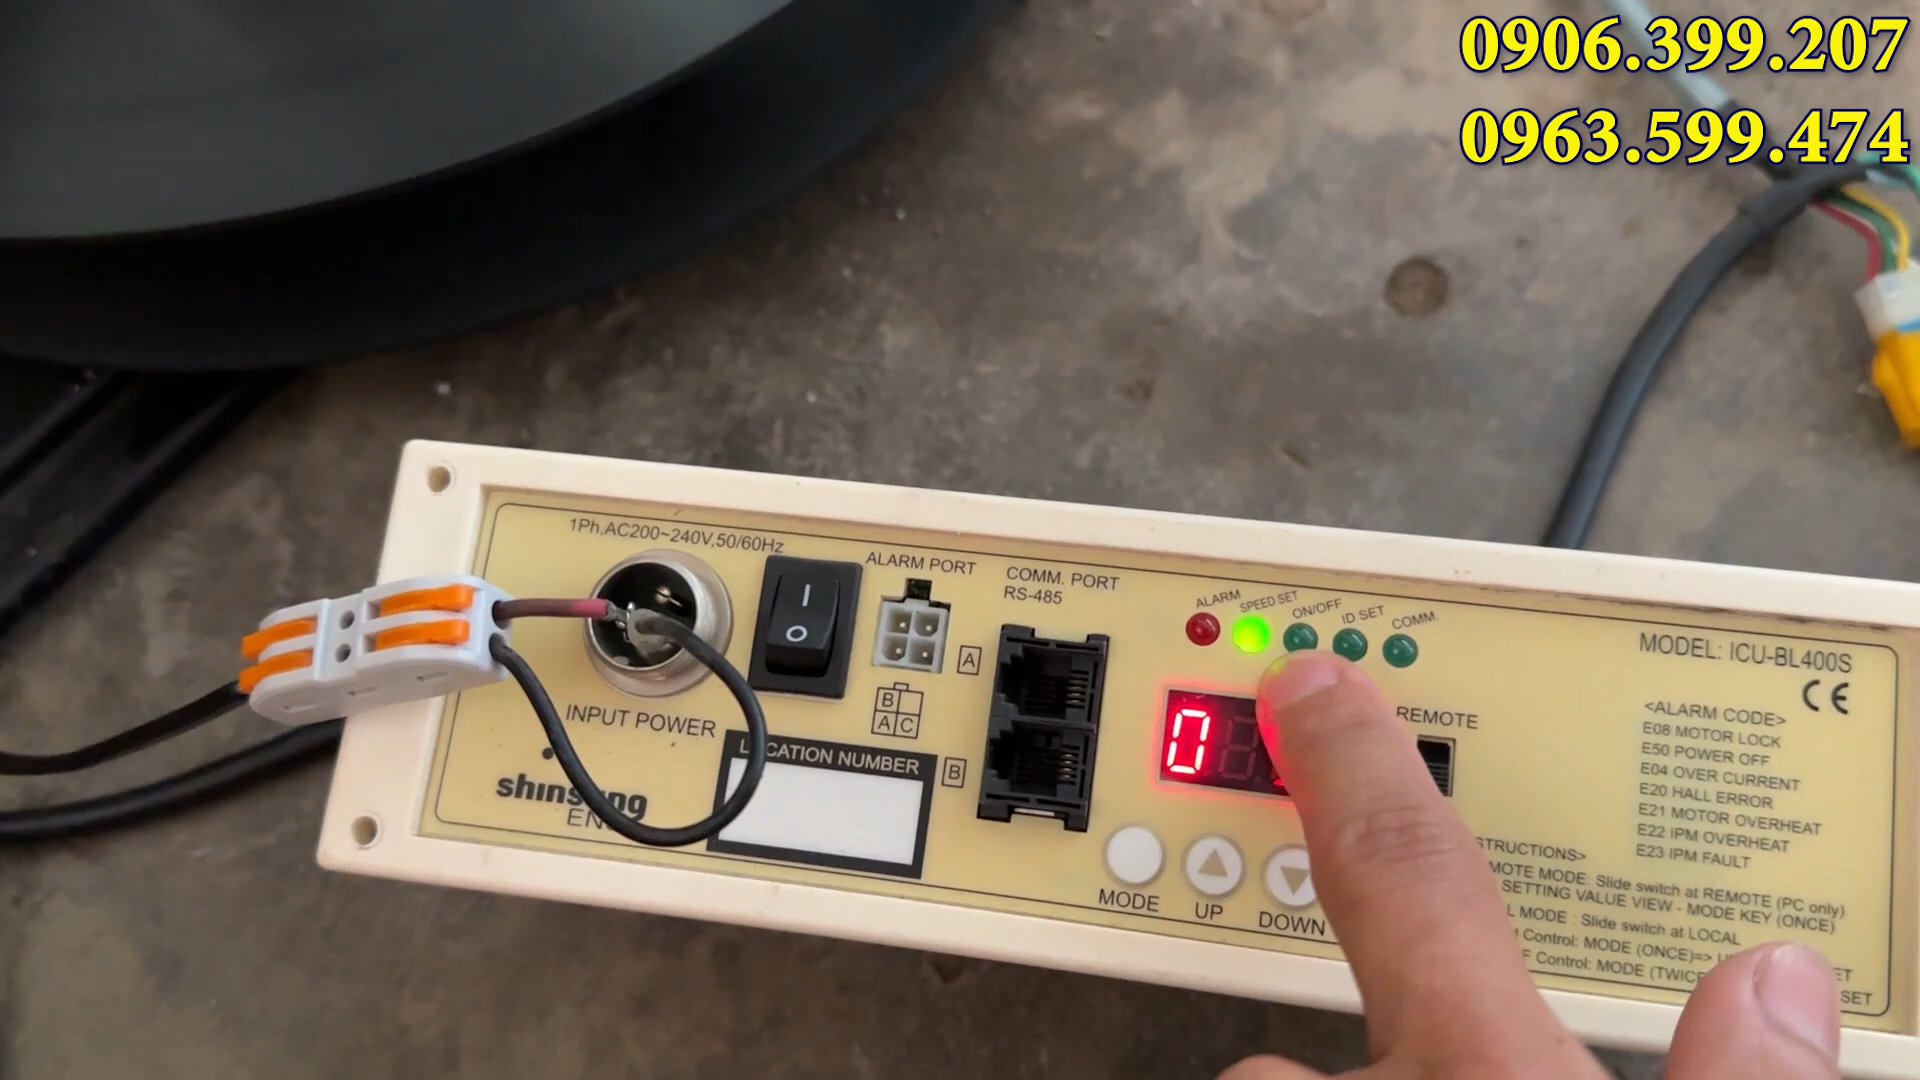 0906.399.207
0963.599.474
1Ph,AC200~240V,50/60Hz
ALARM PORT
COMM. PORT
RS-485
ALARM
SPEED SET
ON/OFF
ID SET
COMM.
MODEL: ICU-BL400S
CE
I
O
A
B
A C
B
INPUT POWER
LOCATION NUMBER
REMOTE
0
<ALARM CODE>
E08 MOTOR LOCK
E50 POWER OFF
E04 OVER CURRENT
E20 HALL ERROR
E21 MOTOR OVERHEAT
E22 IPM OVERHEAT
E23 IPM FAULT
MODE
UP
DOWN
MODE: Slide switch at REMOTE (PC only)
SETTING VALUE VIEW - MODE KEY (ONCE)
MODE : Slide switch at LOCAL
Control: MODE (ONCE)=>
Control: MODE (TWICE
SET